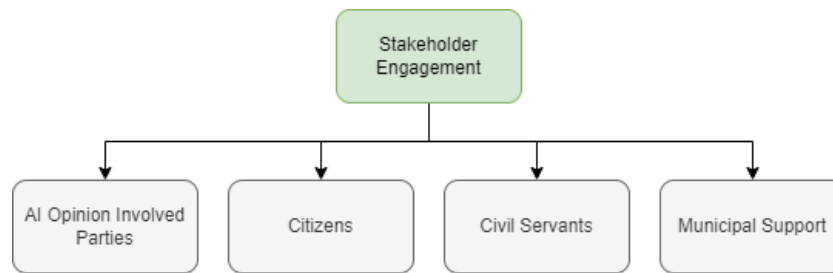 Stakeholder
Engagement
AI Opinion Involved
Parties
Citizens
Civil Servants
Municipal Support